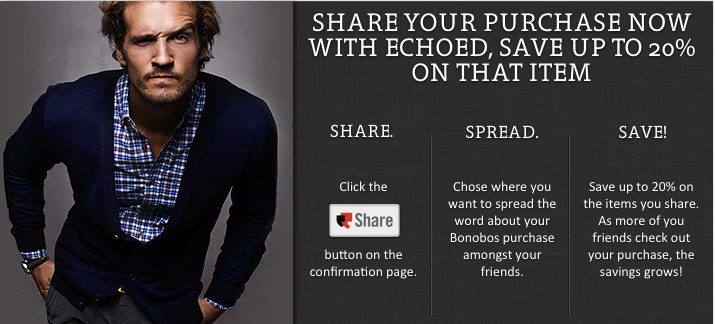 SHARE YOUR PURCHASE NOW
WITH ECHOED, SAVE UP TO 20%
ON THAT ITEM
SHARE.
Click the
Share
button on the
confirmation page.
SPREAD.
Chose where you
want to spread the
word about your
Bonobos purchase
amongst your
friends.
SAVE!
Save up to 20% on
the items you share.
As more of you
friends check out
your purchase, the
savings grows!